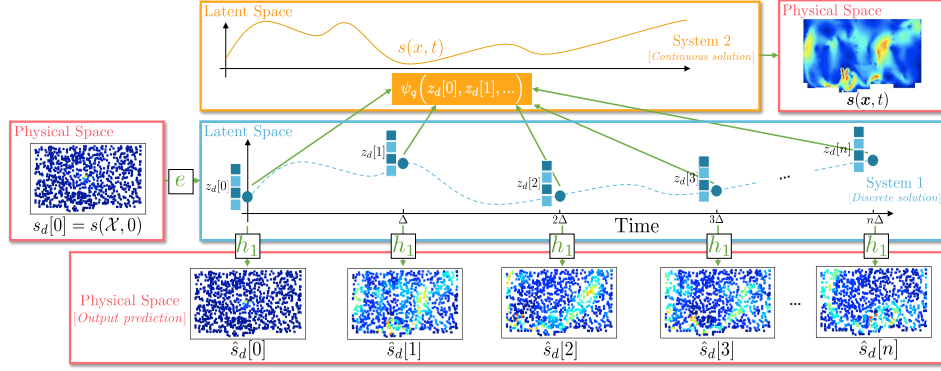 Latent Space
s(x, t)
System 2
[Continuous solution]
Physical Space
s(x, t)
ψ_q(z_d[0], z_d[1], ...)
Physical Space
s_d[0] = s(𝒳, 0)
e
Latent Space
z_d[0]
z_d[1]
z_d[2]
z_d[3]
...
z_d[n]
System 1
[Discrete solution]
Δ
2Δ
Time
3Δ
nΔ
h_1
h_1
h_1
h_1
h_1
Physical Space
[Output prediction]
...
ŝ_d[0]
ŝ_d[1]
ŝ_d[2]
ŝ_d[3]
ŝ_d[n]